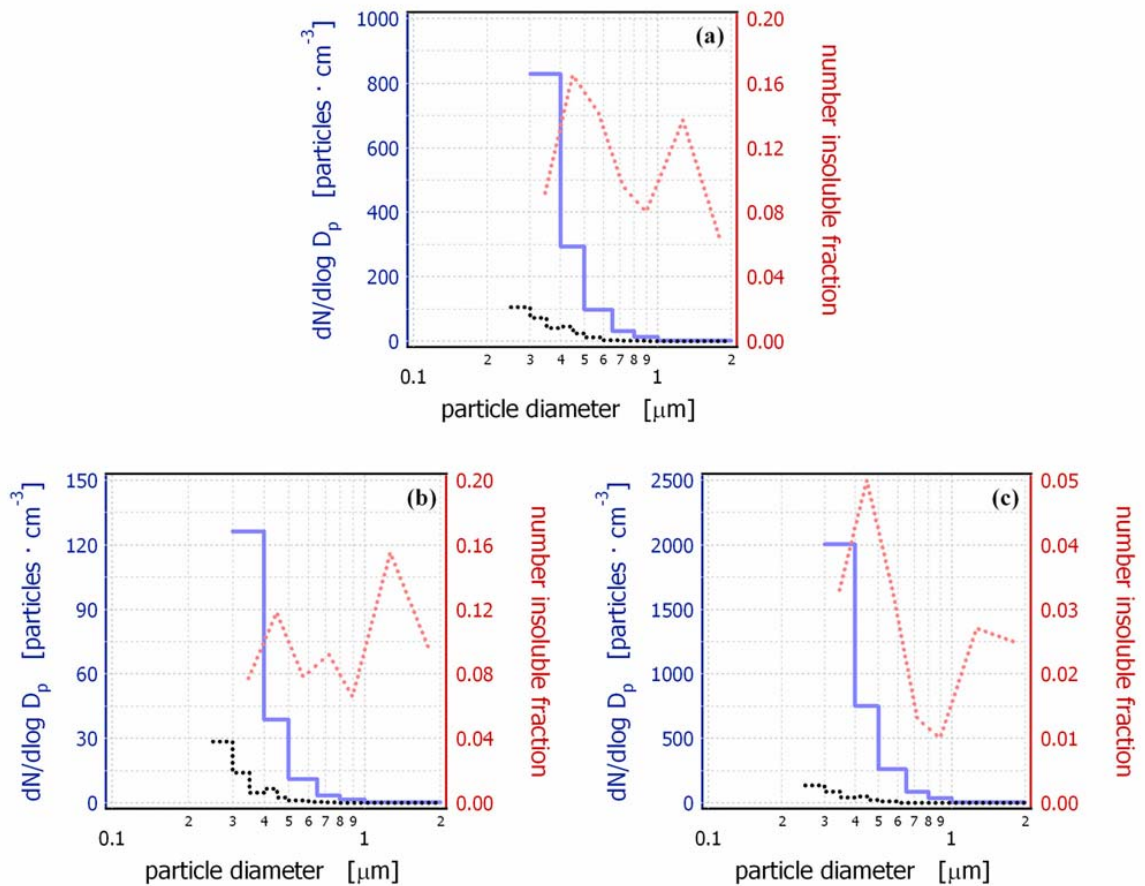 (a)
dN/dlog Dp [particles · cm-3]
1000
800
600
400
200
0
0.20
0.16
0.12
0.08
0.04
0.00
number insoluble fraction
2 3 4 5 6 7 8 9 2
0.1 1
particle diameter [μm]
(b)
dN/dlog Dp [particles · cm-3]
150
120
90
60
30
0
0.20
0.16
0.12
0.08
0.04
0.00
number insoluble fraction
2 3 4 5 6 7 8 9 2
0.1 1
particle diameter [μm]
(c)
dN/dlog Dp [particles · cm-3]
2500
2000
1500
1000
500
0
0.05
0.04
0.03
0.02
0.01
0.00
number insoluble fraction
2 3 4 5 6 7 8 9 2
0.1 1
particle diameter [μm]